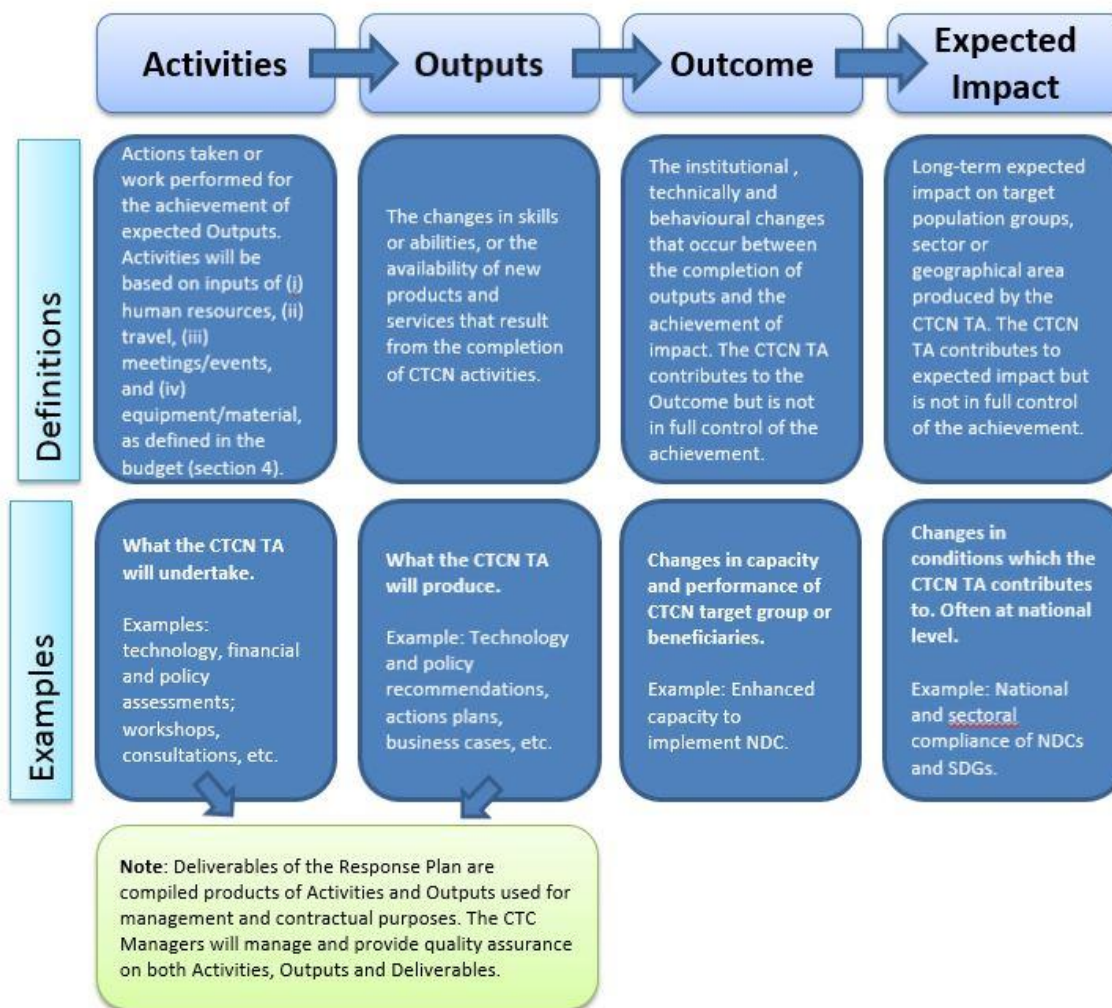 Activities
Outputs
Outcome
Expected
Impact
Definitions
Actions taken or
work performed for
the achievement of
expected Outputs.
Activities will be
based on inputs of (i)
human resources, (ii)
travel, (iii)
meetings/events,
and (iv)
equipment/material,
as defined in the
budget (section 4).
The changes in skills
or abilities, or the
availability of new
products and
services that result
from the completion
of CTCN activities.
The institutional ,
technically and
behavioural changes
that occur between
the completion of
outputs and the
achievement of
impact. The CTCN TA
contributes to the
Outcome but is not
in full control of the
achievement.
Long-term expected
impact on target
population groups,
sector or
geographical area
produced by the
CTCN TA. The CTCN
TA contributes to
expected impact but
is not in full control
of the achievement.
Examples
What the CTCN TA
will undertake.
Examples:
technology, financial
and policy
assessments;
workshops,
consultations, etc.
What the CTCN TA
will produce.
Example: Technology
and policy
recommendations,
actions plans,
business cases, etc.
Changes in capacity
and performance of
CTCN target group or
beneficiaries.
Example: Enhanced
capacity to
implement NDC.
Changes in
conditions which the
CTCN TA contributes
to. Often at national
level.
Example: National
and sectoral
compliance of NDCs
and SDGs.
Note: Deliverables of the Response Plan are
compiled products of Activities and Outputs used for
management and contractual purposes. The CTC
Managers will manage and provide quality assurance
on both Activities, Outputs and Deliverables.